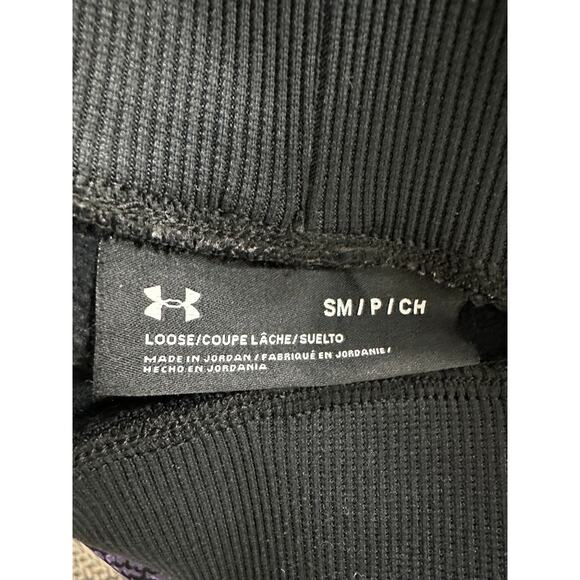 SM / P / CH
LOOSE/COUPE LÂCHE/SUELTO
MADE IN JORDAN / FABRIQUÉ EN JORDANIE /
HECHO EN JORDANIA